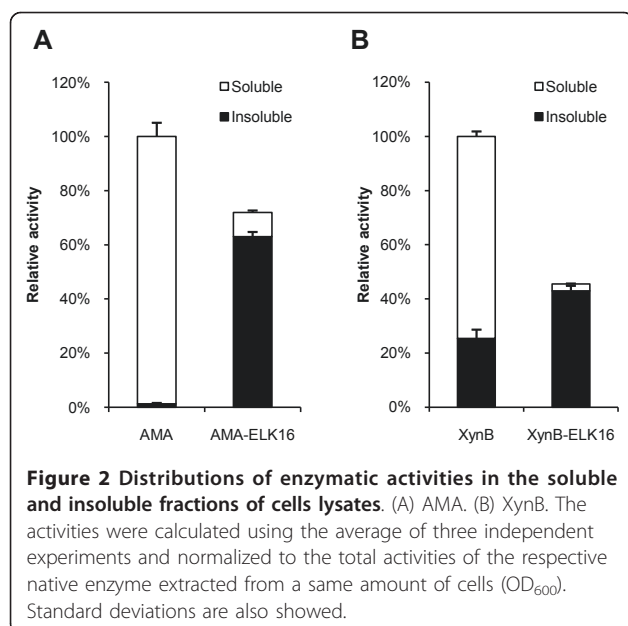 A
120%
100%
80%
60%
40%
20%
0%
Relative activity
Soluble
Insoluble
AMA
AMA-ELK16
B
120%
100%
80%
60%
40%
20%
0%
Relative activity
Soluble
Insoluble
XynB
XynB-ELK16
Figure 2 Distributions of enzymatic activities in the soluble
and insoluble fractions of cells lysates. (A) AMA. (B) XynB. The
activities were calculated using the average of three independent
experiments and normalized to the total activities of the respective
native enzyme extracted from a same amount of cells (OD600).
Standard deviations are also showed.